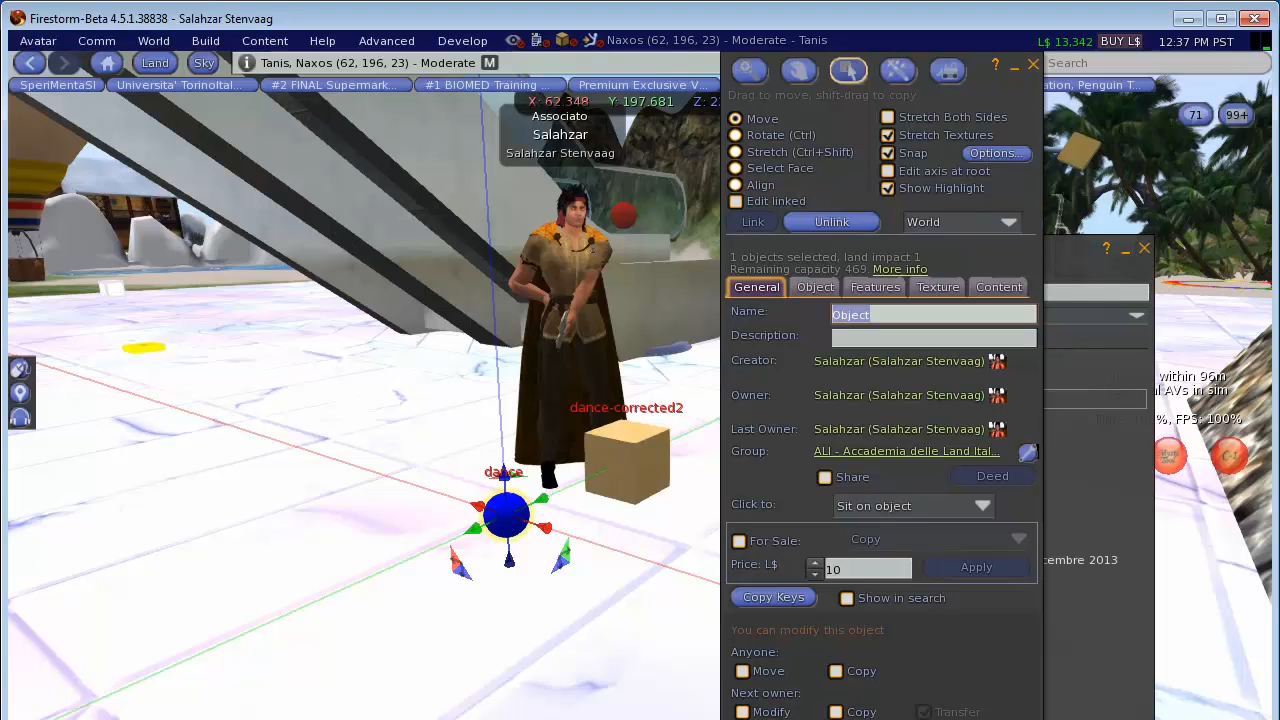 Firestorm-Beta 4.5.1.38838 - Salahzar Stenvaag
Avatar Comm World Build Content Help Advanced Develop Naxos (62, 196, 23) - Moderate - Tanis L$ 13,342 BUY L$ 12:37 PM PST
Land Sky Tanis, Naxos (62, 196, 23) - Moderate M Search
SperiMentaSI Universita' Torinoltal... #2 FINAL Supermark... #1 BIOMED Training ... Premium Exclusive V... ation, Penguin T...
X: 62.348 Y: 197.681 Z: 2
Associato
Salahzar
Salahzar Stenvaag
71 99+
Drag to move, shift-drag to copy
Move
Rotate (Ctrl)
Stretch (Ctrl+Shift)
Select Face
Align
Edit linked
Stretch Both Sides
Stretch Textures
Snap Options...
Edit axis at root
Show Highlight
Link Unlink World
1 objects selected, land impact 1
Remaining capacity 469. More info
General Object Features Texture Content
Name: Object
Description:
Creator: Salahzar (Salahzar Stenvaag)
Owner: Salahzar (Salahzar Stenvaag)
Last Owner: Salahzar (Salahzar Stenvaag)
Group: ALI - Accademia delle Land Ital...
Share Deed
Click to: Sit on object
For Sale: Copy
Price: L$ 10 Apply
Copy Keys Show in search
You can modify this object
Anyone:
Move Copy
Next owner:
Modify Copy Transfer
dance-corrected2
dance
within 96m
l AVs in sim
%, FPS: 100%
cembre 2013